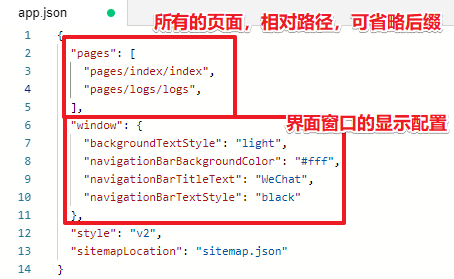 app.json
所有的页面，相对路径，可省略后缀
1 {
2 "pages": [
3 "pages/index/index",
4 "pages/logs/logs",
5 ],
界面窗口的显示配置
6 "window": {
7 "backgroundTextStyle": "light",
8 "navigationBarBackgroundColor": "#fff",
9 "navigationBarTitleText": "WeChat",
10 "navigationBarTextStyle": "black"
11 },
12 "style": "v2",
13 "sitemapLocation": "sitemap.json"
14 }